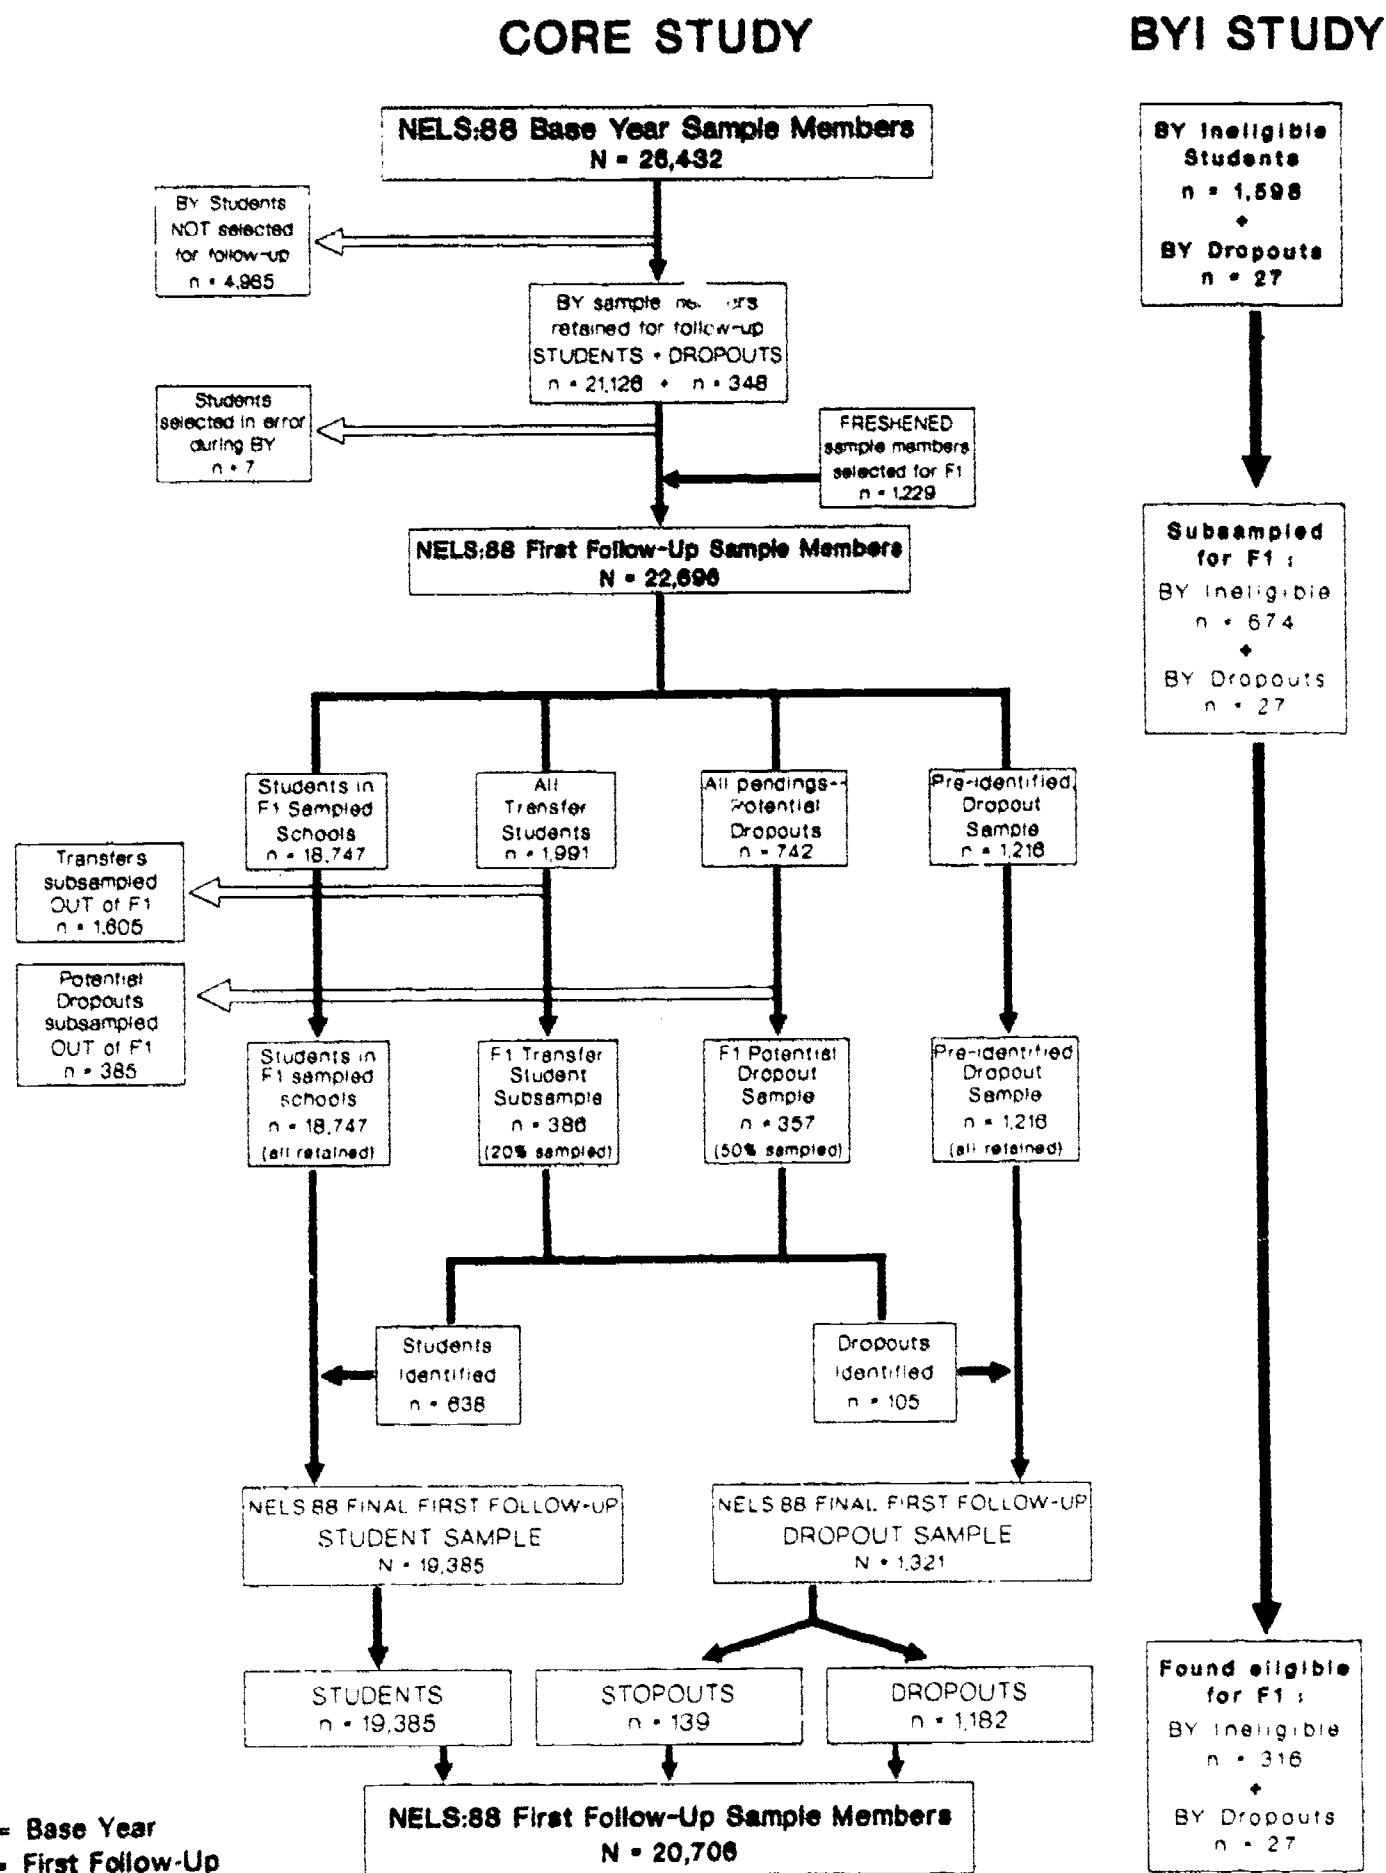 CORE STUDY
BYI STUDY
NELS:88 Base Year Sample Members
N = 26,432
BY Ineligible
Students
n = 1,598
+
BY Dropouts
n = 27
BY Students
NOT selected
for follow-up
n = 4,965
BY sample
retained for follow-up
STUDENTS + DROPOUTS
n = 21,126 + n = 348
Students
selected in error
during BY
n = 7
FRESHENED
sample members
selected for F1
n = 1,229
NELS:88 First Follow-Up Sample Members
N = 22,696
Subsampled
for F1 :
BY Ineligible
n = 674
+
BY Dropouts
n = 27
Students in
F1 Sampled
Schools
n = 18,747
All
Transfer
Students
n = 1,991
All pendings--
Potential
Dropouts
n = 742
Pre-identified
Dropout
Sample
n = 1,216
Transfers
subsampled
OUT of F1
n = 1,605
Potential
Dropouts
subsampled
OUT of F1
n = 385
Students in
F1 sampled
schools
n = 18,747
(all retained)
F1 Transfer
Student
Subsample
n = 386
(20% sampled)
F1 Potential
Dropout
Sample
n = 357
(50% sampled)
Pre-identified
Dropout
Sample
n = 1,216
(all retained)
Students
Identified
n = 638
Dropouts
Identified
n = 105
NELS 88 FINAL FIRST FOLLOW-UP
STUDENT SAMPLE
N = 19,385
NELS 88 FINAL FIRST FOLLOW-UP
DROPOUT SAMPLE
N = 1,321
STUDENTS
n = 19,385
STOPOUTS
n = 139
DROPOUTS
n = 1,182
Found eligible
for F1 :
BY Ineligible
n = 316
+
BY Dropouts
n = 27
NELS:88 First Follow-Up Sample Members
N = 20,706
= Base Year
= First Follow-Up